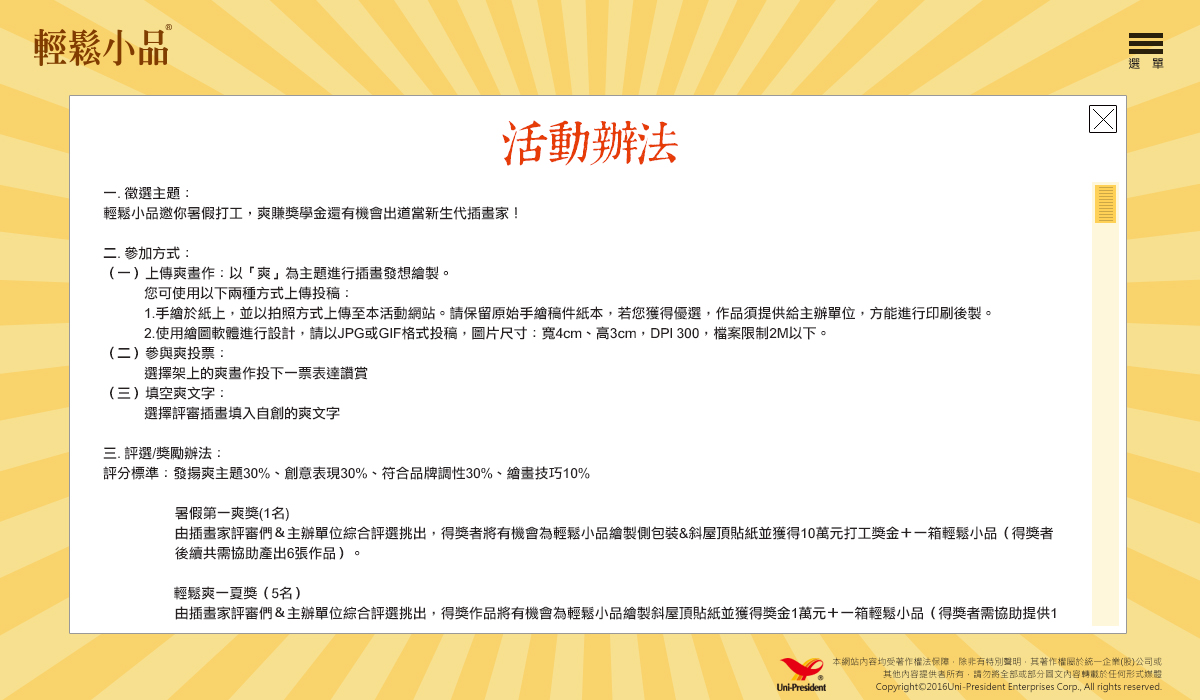 輕鬆小品®
選 單
活動辦法
一. 徵選主題：
輕鬆小品邀你暑假打工，爽賺獎學金還有機會出道當新生代插畫家！
二. 參加方式：
（一）上傳爽畫作：以「爽」為主題進行插畫發想繪製。
您可使用以下兩種方式上傳投稿：
1.手繪於紙上，並以拍照方式上傳至本活動網站。請保留原始手繪稿件紙本，若您獲得優選，作品須提供給主辦單位，方能進行印刷後製。
2.使用繪圖軟體進行設計，請以JPG或GIF格式投稿，圖片尺寸：寬4cm、高3cm，DPI 300，檔案限制2M以下。
（二）參與爽投票：
選擇架上的爽畫作投下一票表達讚賞
（三）填空爽文字：
選擇評審插畫填入自創的爽文字
三. 評選/獎勵辦法：
評分標準：發揚爽主題30%、創意表現30%、符合品牌調性30%、繪畫技巧10%
暑假第一爽獎(1名)
由插畫家評審們＆主辦單位綜合評選挑出，得獎者將有機會為輕鬆小品繪製側包裝&斜屋頂貼紙並獲得10萬元打工獎金＋一箱輕鬆小品（得獎者
後續共需協助產出6張作品）。
輕鬆爽一夏獎（5名）
由插畫家評審們＆主辦單位綜合評選挑出，得獎作品將有機會為輕鬆小品繪製斜屋頂貼紙並獲得獎金1萬元＋一箱輕鬆小品（得獎者需協助提供1
Uni-President®
本網站內容均受著作權法保障，除非有特別聲明，其著作權屬於統一企業(股)公司或
其他內容提供者所有，請勿將全部或部分圖文內容轉載於任何形式媒體
Copyright©2016Uni-President Enterprises Corp., All rights reserved.